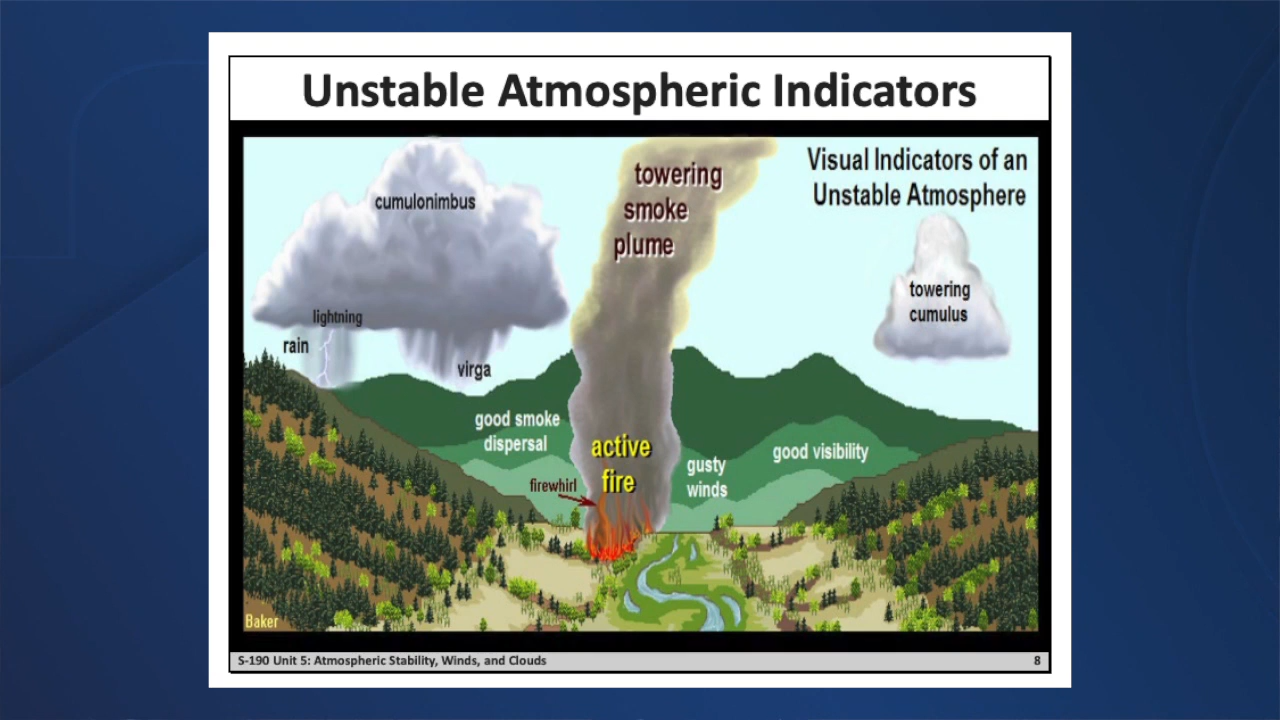 Unstable Atmospheric Indicators
Visual Indicators of an
Unstable Atmosphere
cumulonimbus
towering
smoke
plume
towering
cumulus
lightning
rain
virga
good smoke
dispersal
active
fire
firewhirl
gusty
winds
good visibility
Baker
S-190 Unit 5: Atmospheric Stability, Winds, and Clouds
8